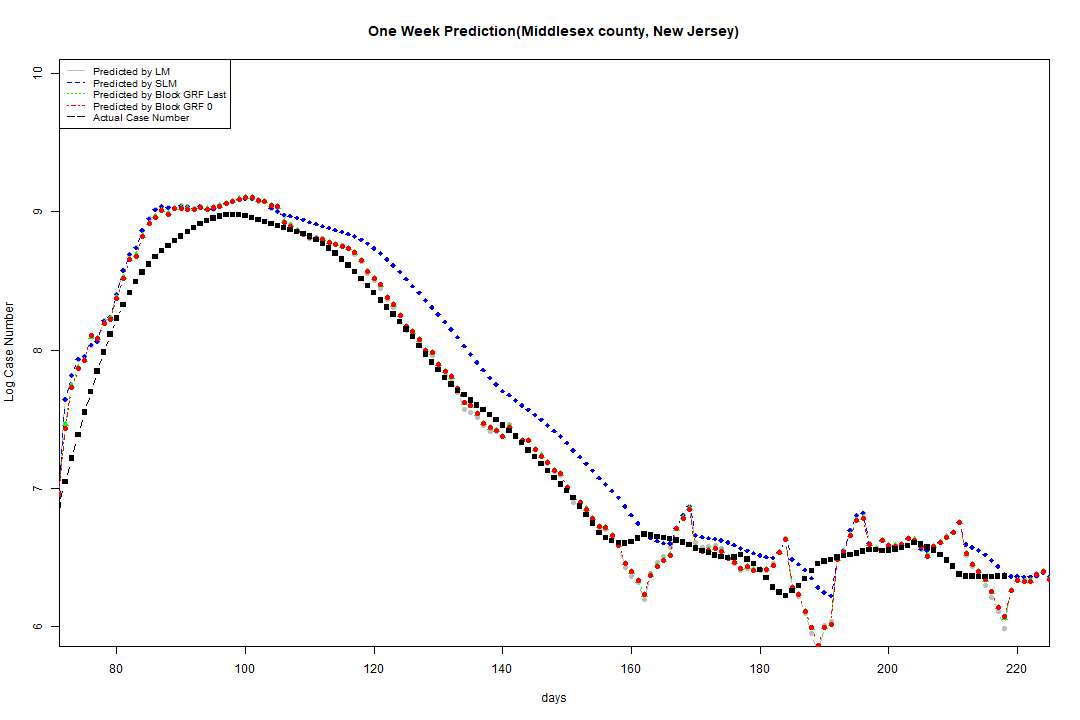 One Week Prediction(Middlesex county, New Jersey)
Predicted by LM
Predicted by SLM
Predicted by Block GRF Last
Predicted by Block GRF 0
Actual Case Number
10
9
8
7
6
Log Case Number
80 100 120 140 160 180 200 220
days